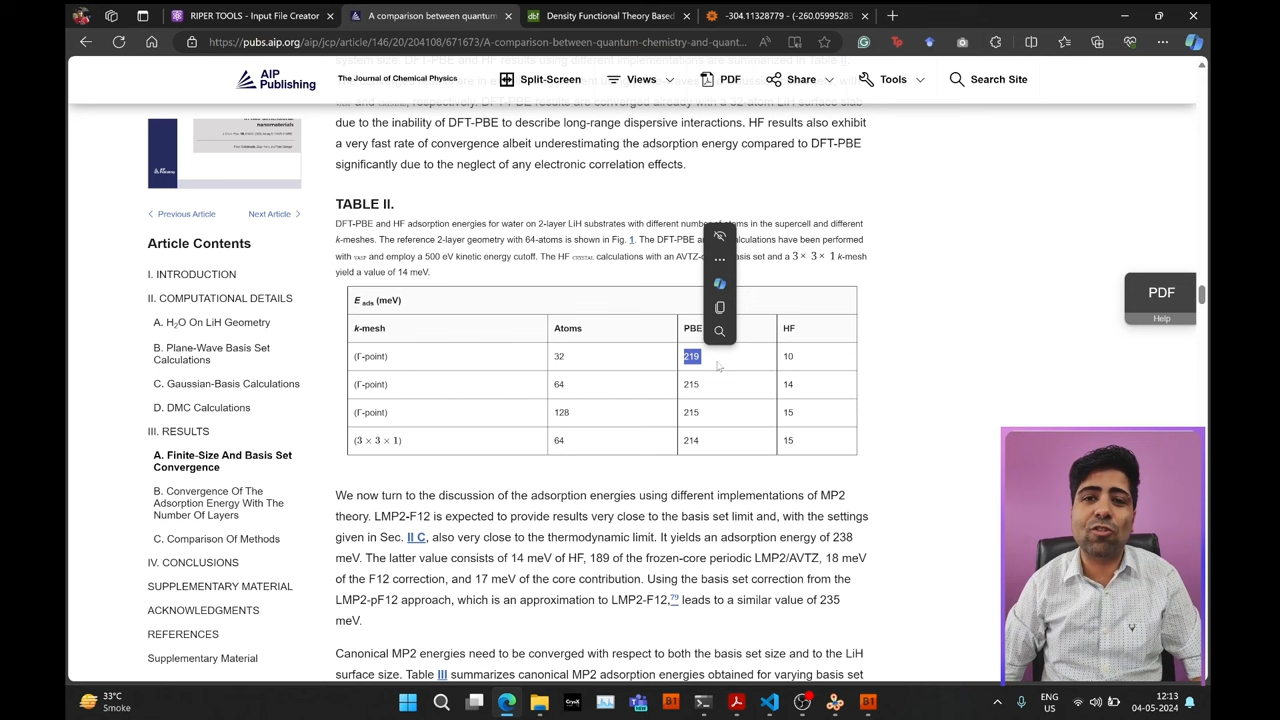 RIPER TOOLS - Input File Creator
A comparison between quantum
Density Functional Theory Based
-304.11328779 (-260.05995283
https://pubs.aip.org/aip/jcp/article/146/20/204108/671673/A-comparison-between-quantum-chemistry-and-quant...
AIP Publishing
The Journal of Chemical Physics
Split-Screen
Views
PDF
Share
Tools
Search Site
due to the inability of DFT-PBE to describe long-range dispersive interactions. HF results also exhibit
a very fast rate of convergence albeit underestimating the adsorption energy compared to DFT-PBE
significantly due to the neglect of any electronic correlation effects.
Previous Article
Next Article
Article Contents
I. INTRODUCTION
II. COMPUTATIONAL DETAILS
A. H2O On LiH Geometry
B. Plane-Wave Basis Set
Calculations
C. Gaussian-Basis Calculations
D. DMC Calculations
III. RESULTS
A. Finite-Size And Basis Set
Convergence
B. Convergence Of The
Adsorption Energy With The
Number Of Layers
C. Comparison Of Methods
IV. CONCLUSIONS
SUPPLEMENTARY MATERIAL
ACKNOWLEDGMENTS
REFERENCES
Supplementary Material
TABLE II.
DFT-PBE and HF adsorption energies for water on 2-layer LiH substrates with different number of atoms in the supercell and different
k-meshes. The reference 2-layer geometry with 64-atoms is shown in Fig. 1. The DFT-PBE calculations have been performed
with VASP and employ a 500 eV kinetic energy cutoff. The HF CRYSTAL calculations with an AVTZ- basis set and a 3 × 3 × 1 k-mesh
yield a value of 14 meV.
E ads (meV)
k-mesh Atoms PBE HF
(Γ-point) 32 219 10
(Γ-point) 64 215 14
(Γ-point) 128 215 15
(3 × 3 × 1) 64 214 15
We now turn to the discussion of the adsorption energies using different implementations of MP2
theory. LMP2-F12 is expected to provide results very close to the basis set limit and, with the settings
given in Sec. II C, also very close to the thermodynamic limit. It yields an adsorption energy of 238
meV. The latter value consists of 14 meV of HF, 189 of the frozen-core periodic LMP2/AVTZ, 18 meV
of the F12 correction, and 17 meV of the core contribution. Using the basis set correction from the
LMP2-pF12 approach, which is an approximation to LMP2-F12,79 leads to a similar value of 235
meV.
Canonical MP2 energies need to be converged with respect to both the basis set size and to the LiH
surface size. Table III summarizes canonical MP2 adsorption energies obtained for varying basis set
PDF
Help
33°C
Smoke
ENG
US
12:13
04-05-2024